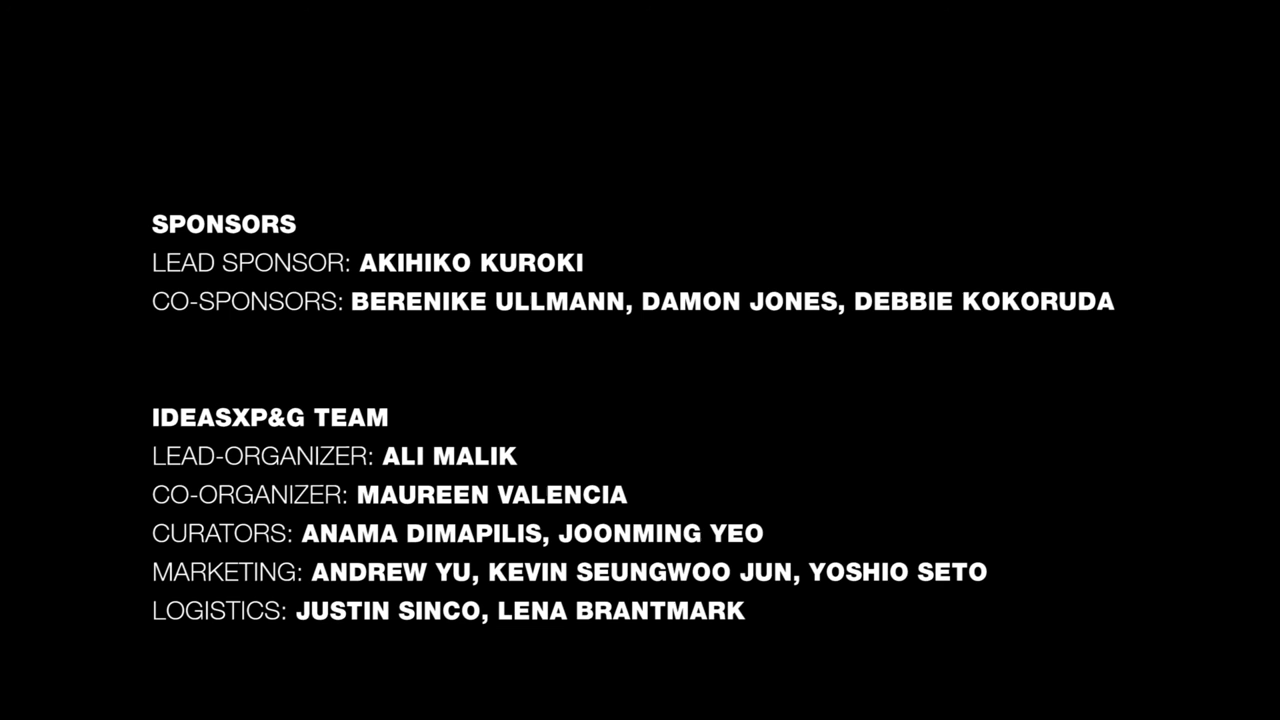 SPONSORS
LEAD SPONSOR: AKIHIKO KUROKI
CO-SPONSORS: BERENIKE ULLMANN, DAMON JONES, DEBBIE KOKORUDA
IDEASXP&G TEAM
LEAD-ORGANIZER: ALI MALIK
CO-ORGANIZER: MAUREEN VALENCIA
CURATORS: ANAMA DIMAPILIS, JOONMING YEO
MARKETING: ANDREW YU, KEVIN SEUNGWOO JUN, YOSHIO SETO
LOGISTICS: JUSTIN SINCO, LENA BRANTMARK